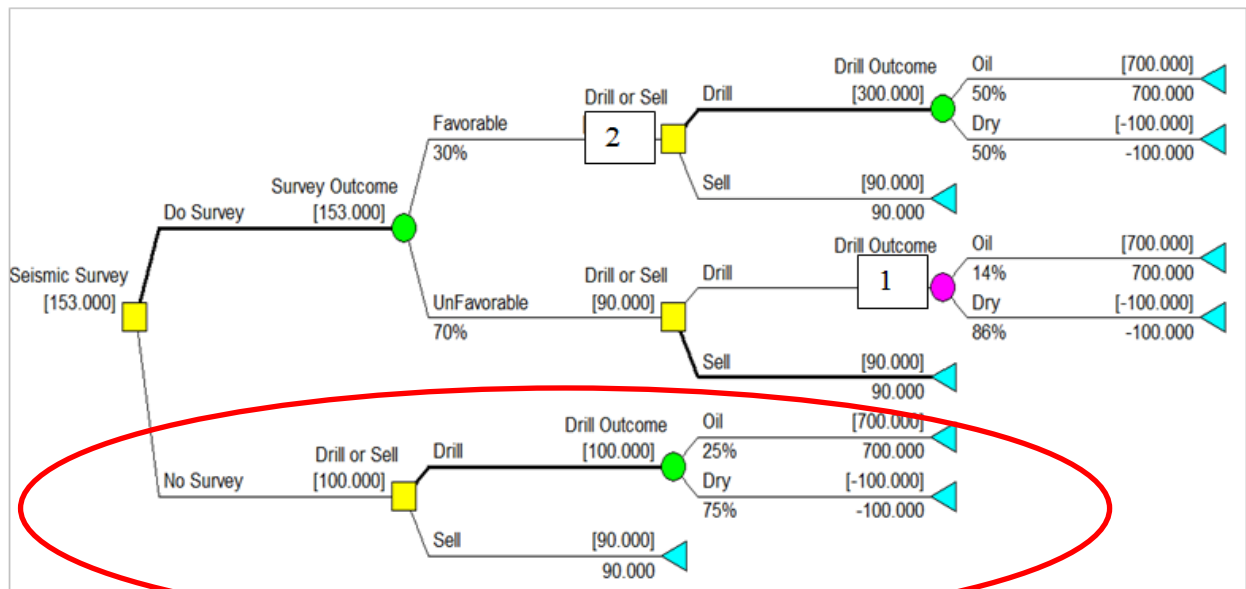 Oil [700.000]
50% 700.000
Dry [-100.000]
50% -100.000
Drill Outcome
[300.000]
Drill or Sell
Drill
Favorable
30%
2
Sell [90.000]
90.000
Survey Outcome
[153.000]
Do Survey
Seismic Survey
[153.000]
Oil [700.000]
14% 700.000
Dry [-100.000]
86% -100.000
Drill Outcome
1
Drill or Sell
[90.000]
Drill
UnFavorable
70%
Sell [90.000]
90.000
Oil [700.000]
25% 700.000
Dry [-100.000]
75% -100.000
Drill Outcome
[100.000]
Drill or Sell
[100.000]
Drill
No Survey
Sell [90.000]
90.000